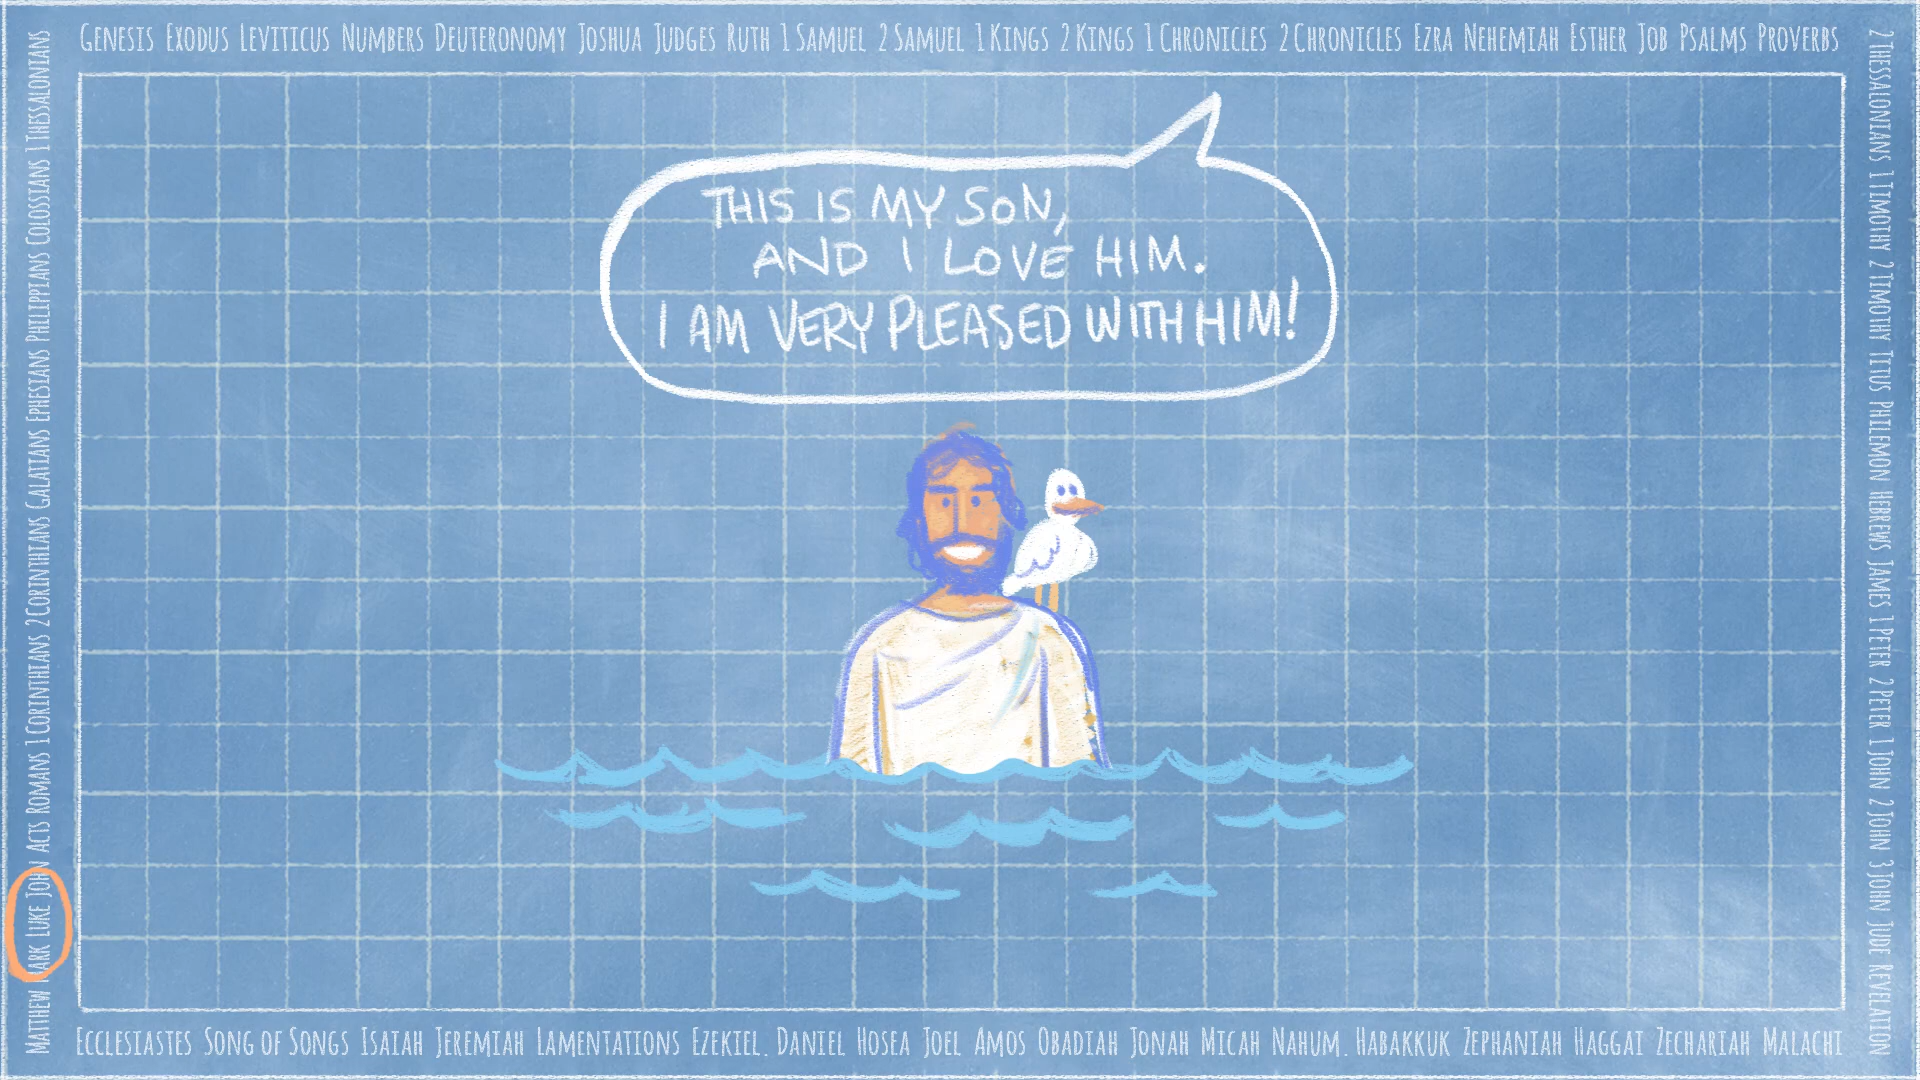 GENESIS EXODUS LEVITICUS NUMBERS DEUTERONOMY JOSHUA JUDGES RUTH 1 SAMUEL 2 SAMUEL 1 KINGS 2 KINGS 1 CHRONICLES 2 CHRONICLES EZRA NEHEMIAH ESTHER JOB PSALMS PROVERBS
THIS IS MY SON,
AND I LOVE HIM.
I AM VERY PLEASED WITH HIM!
ECCLESIASTES SONG OF SONGS ISAIAH JEREMIAH LAMENTATIONS EZEKIEL. DANIEL HOSEA JOEL AMOS OBADIAH JONAH MICAH NAHUM. HABAKKUK ZEPHANIAH HAGGAI ZECHARIAH MALACHI
MATTHEW MARK LUKE JOHN ACTS ROMANS 1 CORINTHIANS 2 CORINTHIANS GALATIANS EPHESIANS PHILIPPIANS COLOSSIANS 1 THESSALONIANS
2 THESSALONIANS 1 TIMOTHY 2 TIMOTHY TITUS PHILEMON HEBREWS JAMES 1 PETER 2 PETER 1 JOHN 2 JOHN 3 JOHN JUDE REVELATION